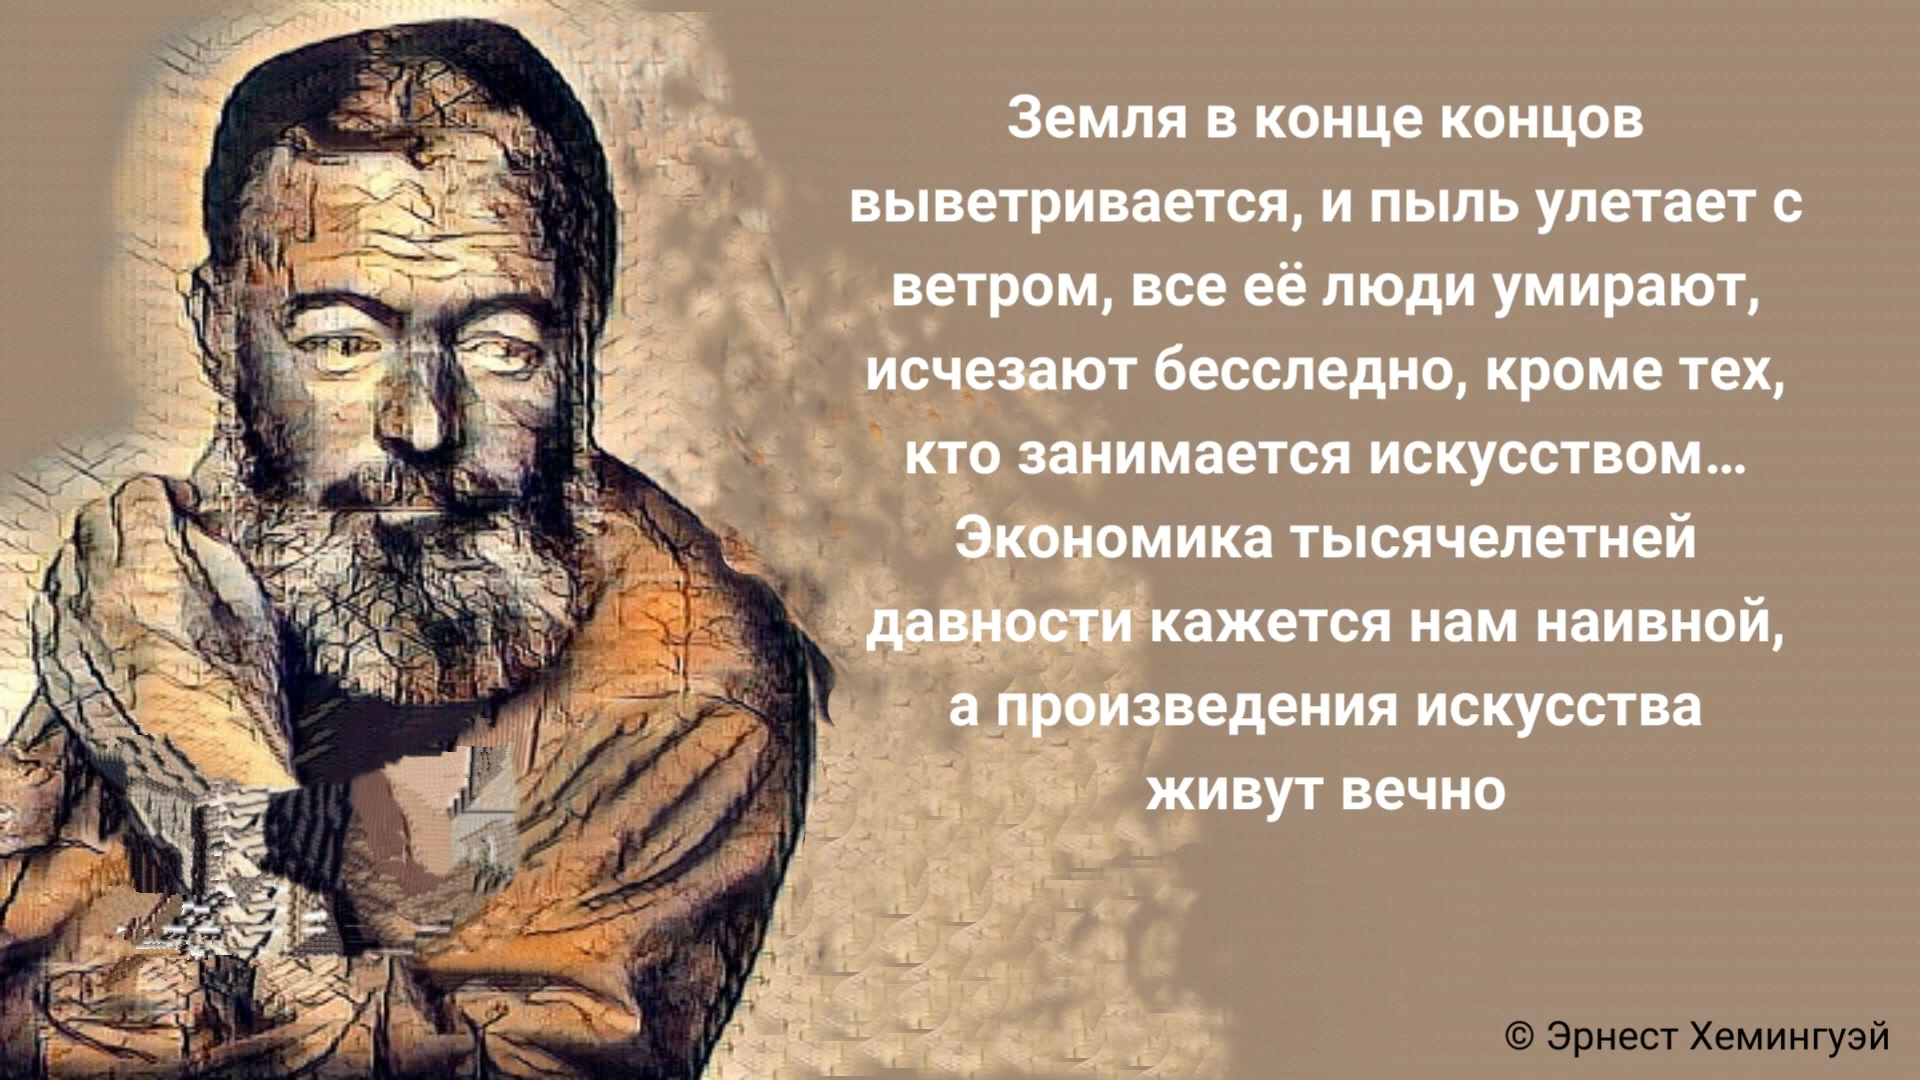 Земля в конце концов
выветривается, и пыль улетает с
ветром, все её люди умирают,
исчезают бесследно, кроме тех,
кто занимается искусством…
Экономика тысячелетней
давности кажется нам наивной,
а произведения искусства
живут вечно
© Эрнест Хемингуэй